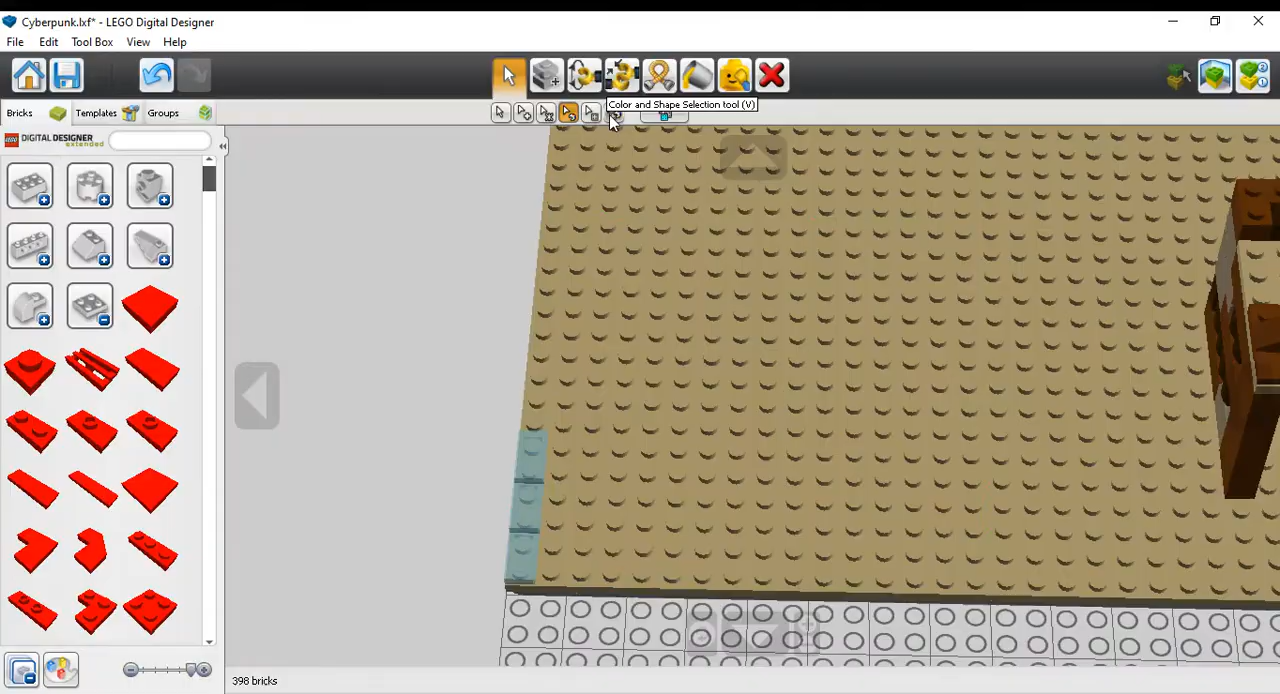 Cyberpunk.lxf* - LEGO Digital Designer
File Edit Tool Box View Help
Color and Shape Selection tool (V)
Bricks Templates Groups
LEGO DIGITAL DESIGNER extended
398 bricks